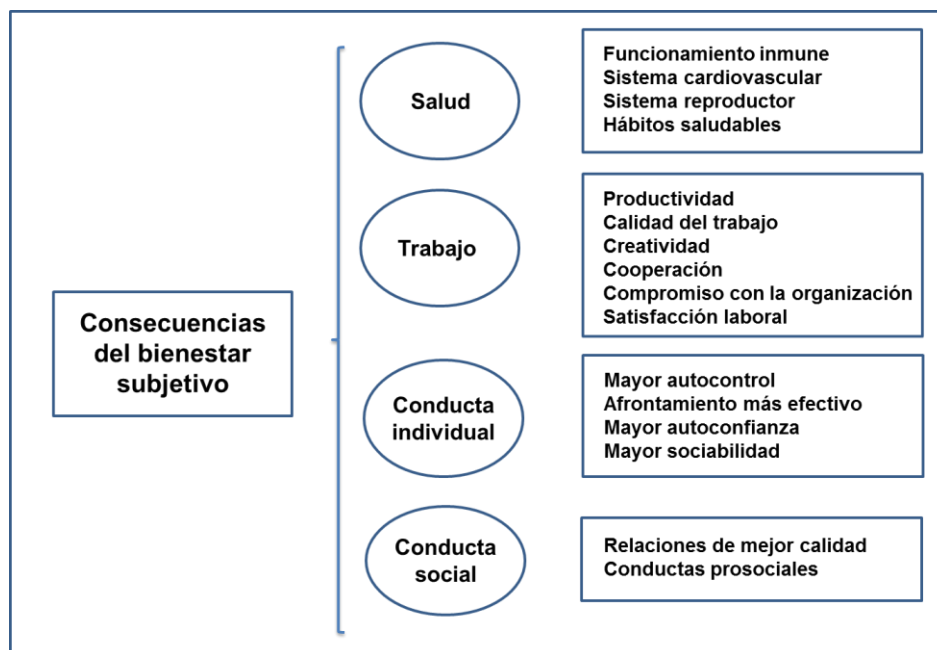 Consecuencias
del bienestar
subjetivo
Salud
Funcionamiento inmune
Sistema cardiovascular
Sistema reproductor
Hábitos saludables
Trabajo
Productividad
Calidad del trabajo
Creatividad
Cooperación
Compromiso con la organización
Satisfacción laboral
Conducta
individual
Mayor autocontrol
Afrontamiento más efectivo
Mayor autoconfianza
Mayor sociabilidad
Conducta
social
Relaciones de mejor calidad
Conductas prosociales